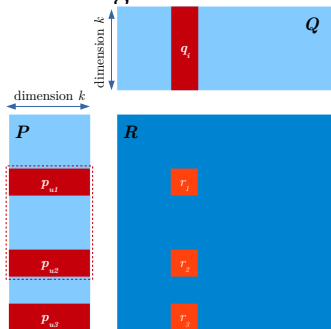 dimension k
Q
q_i
dimension k
P
R
p_u1
r_1
p_u2
r_2
p_u3
r_3